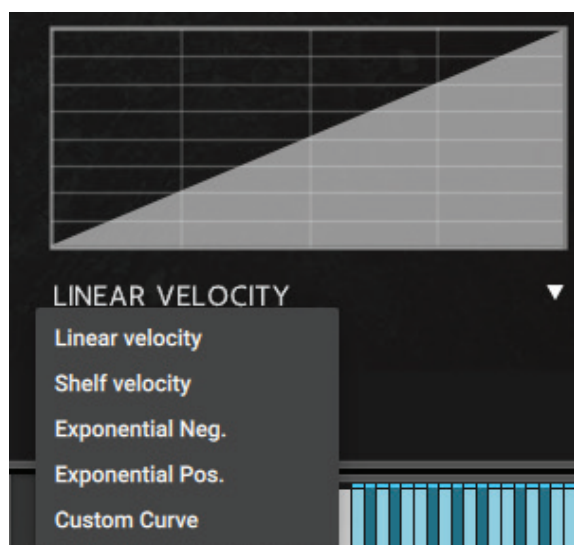 LINEAR VELOCITY
Linear velocity
Shelf velocity
Exponential Neg.
Exponential Pos.
Custom Curve